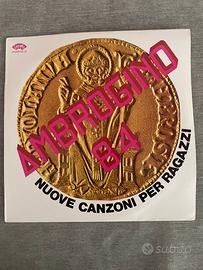 AMBROGINO
84
NUOVE CANZONI PER RAGAZZI
subito